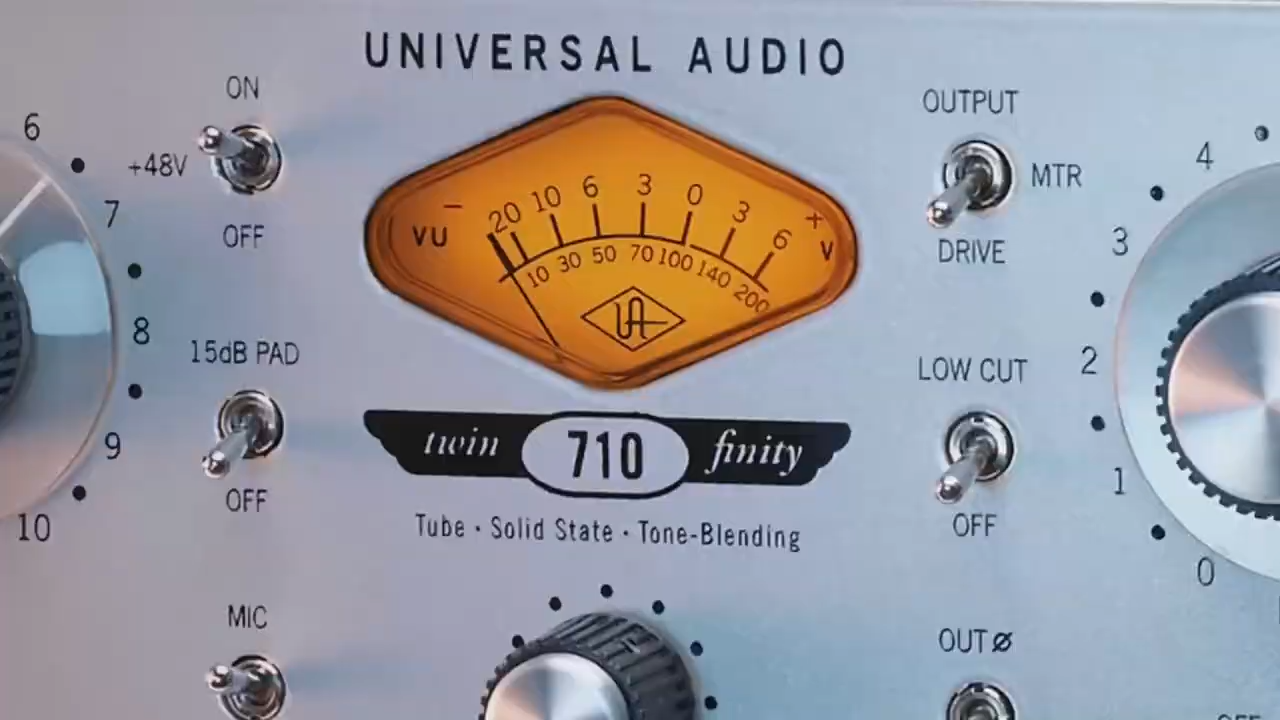 UNIVERSAL AUDIO
ON
+48V
OFF
6
7
8
9
10
15dB PAD
OFF
MIC
VU
− 20 10 6 3 0 3 6 +
10 30 50 70 100 140 200
V
UA
twin 710 finity
Tube · Solid State · Tone-Blending
T
OUTPUT
MTR
DRIVE
LOW CUT
OFF
OUT Ø
4
3
2
1
0